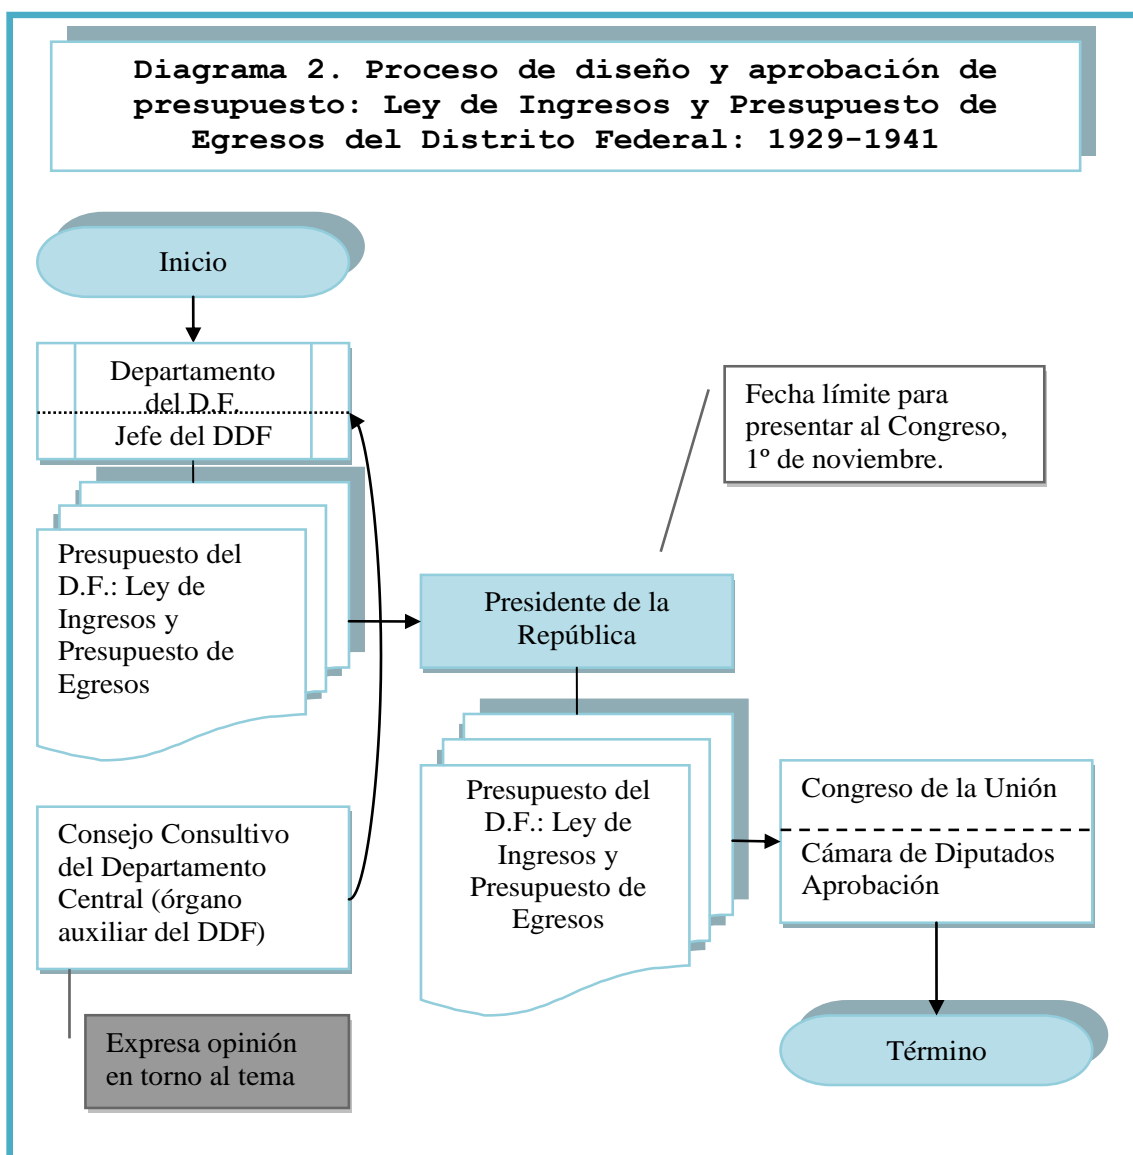 Diagrama 2. Proceso de diseño y aprobación de
presupuesto: Ley de Ingresos y Presupuesto de
Egresos del Distrito Federal: 1929-1941
Inicio
Departamento
del D.F.
Jefe del DDF
Fecha límite para
presentar al Congreso,
1º de noviembre.
Presupuesto del
D.F.: Ley de
Ingresos y
Presupuesto de
Egresos
Presidente de la
República
Presupuesto del
D.F.: Ley de
Ingresos y
Presupuesto de
Egresos
Congreso de la Unión
Cámara de Diputados
Aprobación
Consejo Consultivo
del Departamento
Central (órgano
auxiliar del DDF)
Expresa opinión
en torno al tema
Término